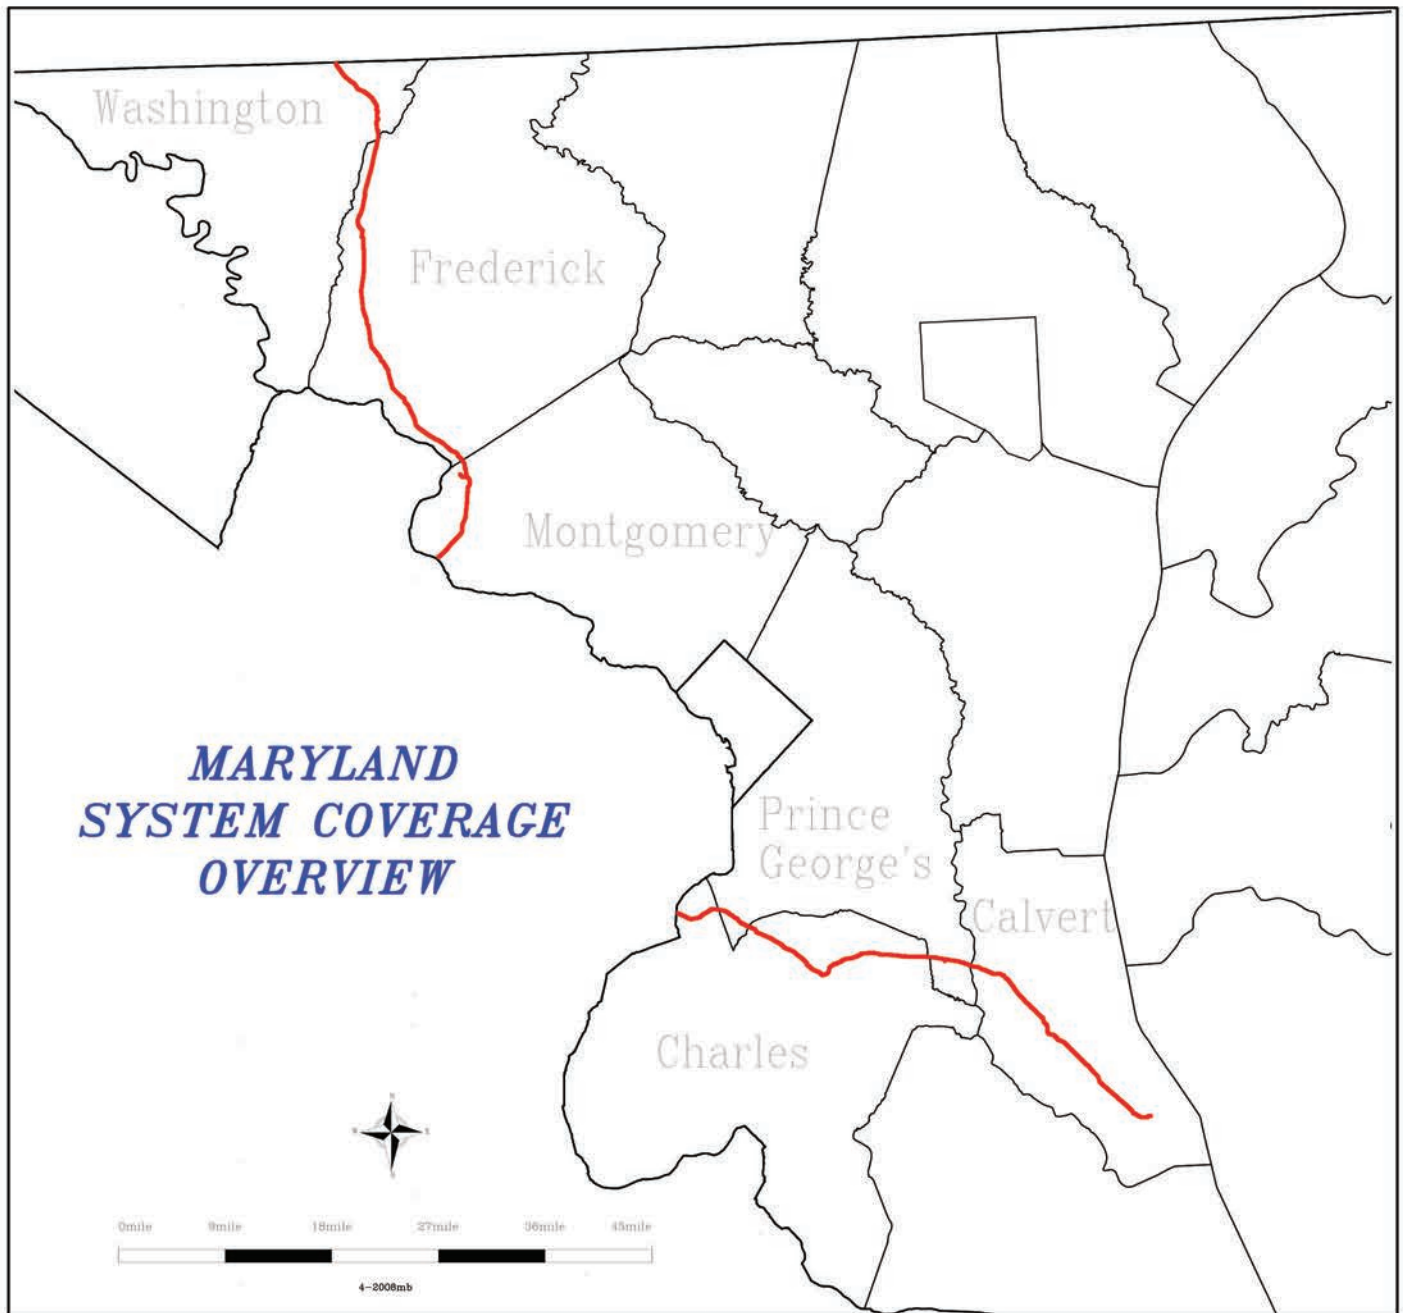 Washington
Frederick
Montgomery
MARYLAND
SYSTEM COVERAGE
OVERVIEW
Prince
George's
Calvert
Charles
N
0mile 9mile 18mile 27mile 36mile 45mile
4-2008mb